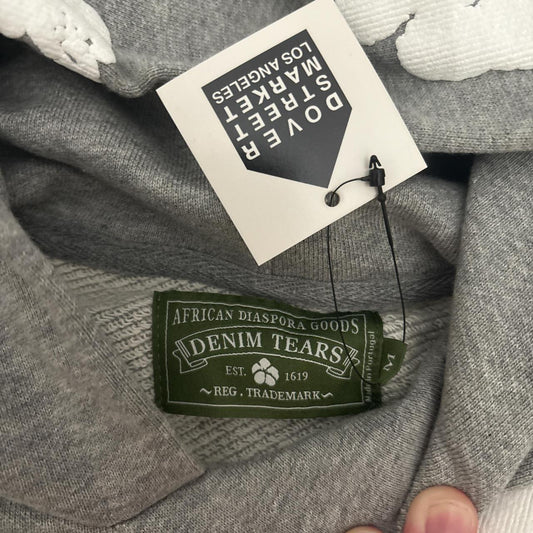 DOVER
STREET
MARKET
LOS ANGELES
AFRICAN DIASPORA GOODS
DENIM TEARS
EST. 1619
~REG. TRADEMARK~
Made in Portugal
M